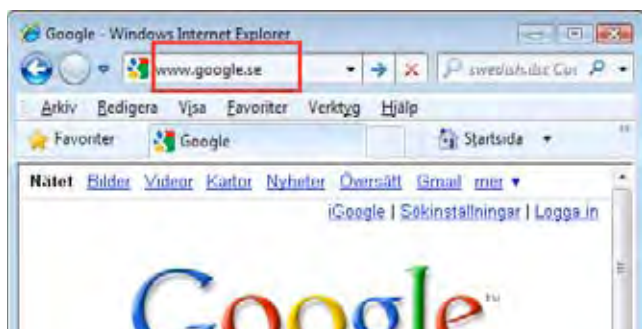 Google - Windows Internet Explorer
www.google.se
Arkiv Redigera Visa Favoriter Verktyg Hjälp
Favoriter Google Startsida
Nätet Bilder Videor Kartor Nyheter Översätt Gmail mer ▼
iGoogle | Sökinställningar | Logga in
Google™